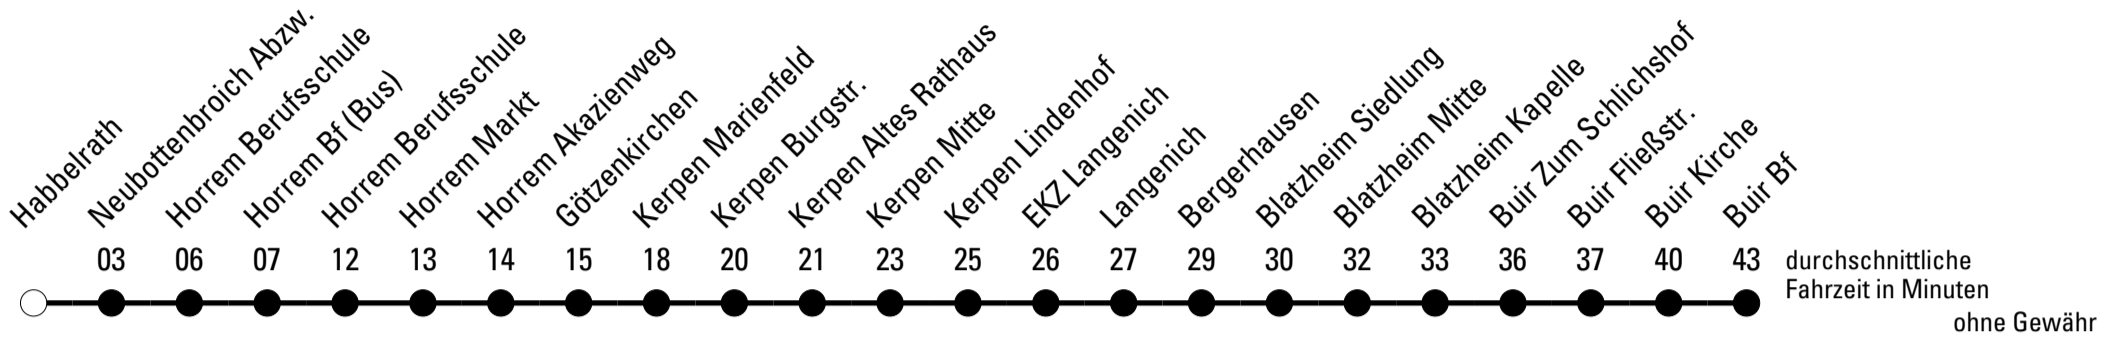 Habbelrath
Neubottenbroich Abzw.
Horrem Berufsschule
Horrem Bf (Bus)
Horrem Berufsschule
Horrem Markt
Horrem Akazienweg
Götzenkirchen
Kerpen Marienfeld
Kerpen Burgstr.
Kerpen Altes Rathaus
Kerpen Mitte
Kerpen Lindenhof
EKZ Langenich
Langenich
Bergerhausen
Blatzheim Siedlung
Blatzheim Mitte
Blatzheim Kapelle
Buir Zum Schlichshof
Buir Fließstr.
Buir Kirche
Buir Bf
03 06 07 12 13 14 15 18 20 21 23 25 26 27 29 30 32 33 36 37 40 43 durchschnittliche
Fahrzeit in Minuten
ohne Gewähr